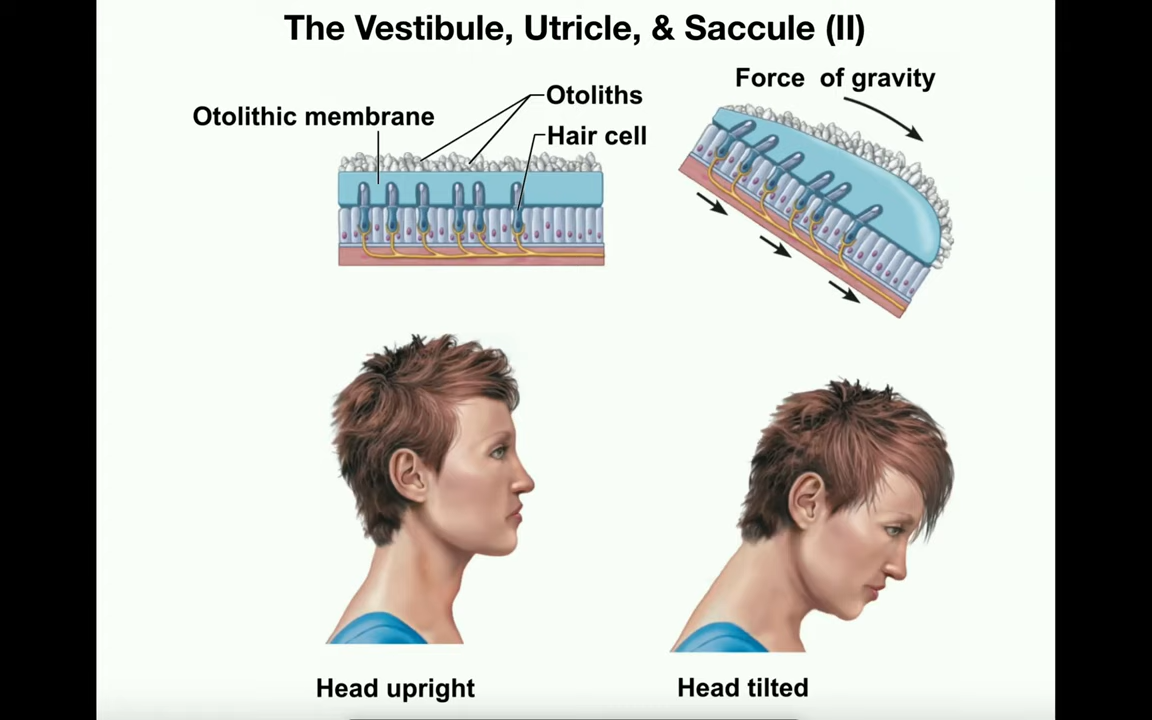 The Vestibule, Utricle, & Saccule (II)
Force of gravity
Otoliths
Otolithic membrane
Hair cell
Head upright
Head tilted